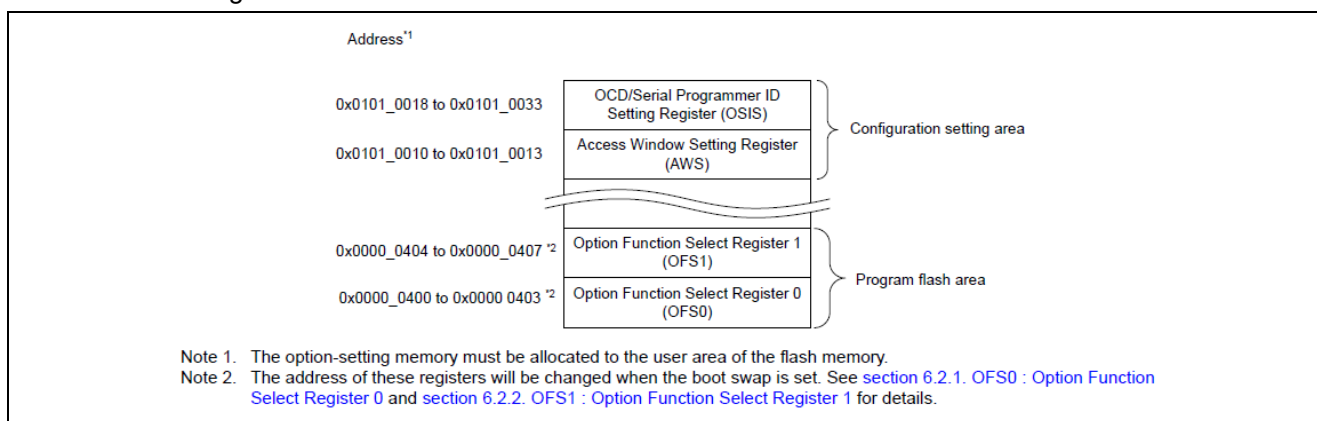 Address*1
0x0101_0018 to 0x0101_0033
OCD/Serial Programmer ID
Setting Register (OSIS)
Configuration setting area
0x0101_0010 to 0x0101_0013
Access Window Setting Register
(AWS)
0x0000_0404 to 0x0000_0407 *2
Option Function Select Register 1
(OFS1)
Program flash area
0x0000_0400 to 0x0000 0403 *2
Option Function Select Register 0
(OFS0)
Note 1. The option-setting memory must be allocated to the user area of the flash memory.
Note 2. The address of these registers will be changed when the boot swap is set. See section 6.2.1. OFS0 : Option Function
Select Register 0 and section 6.2.2. OFS1 : Option Function Select Register 1 for details.